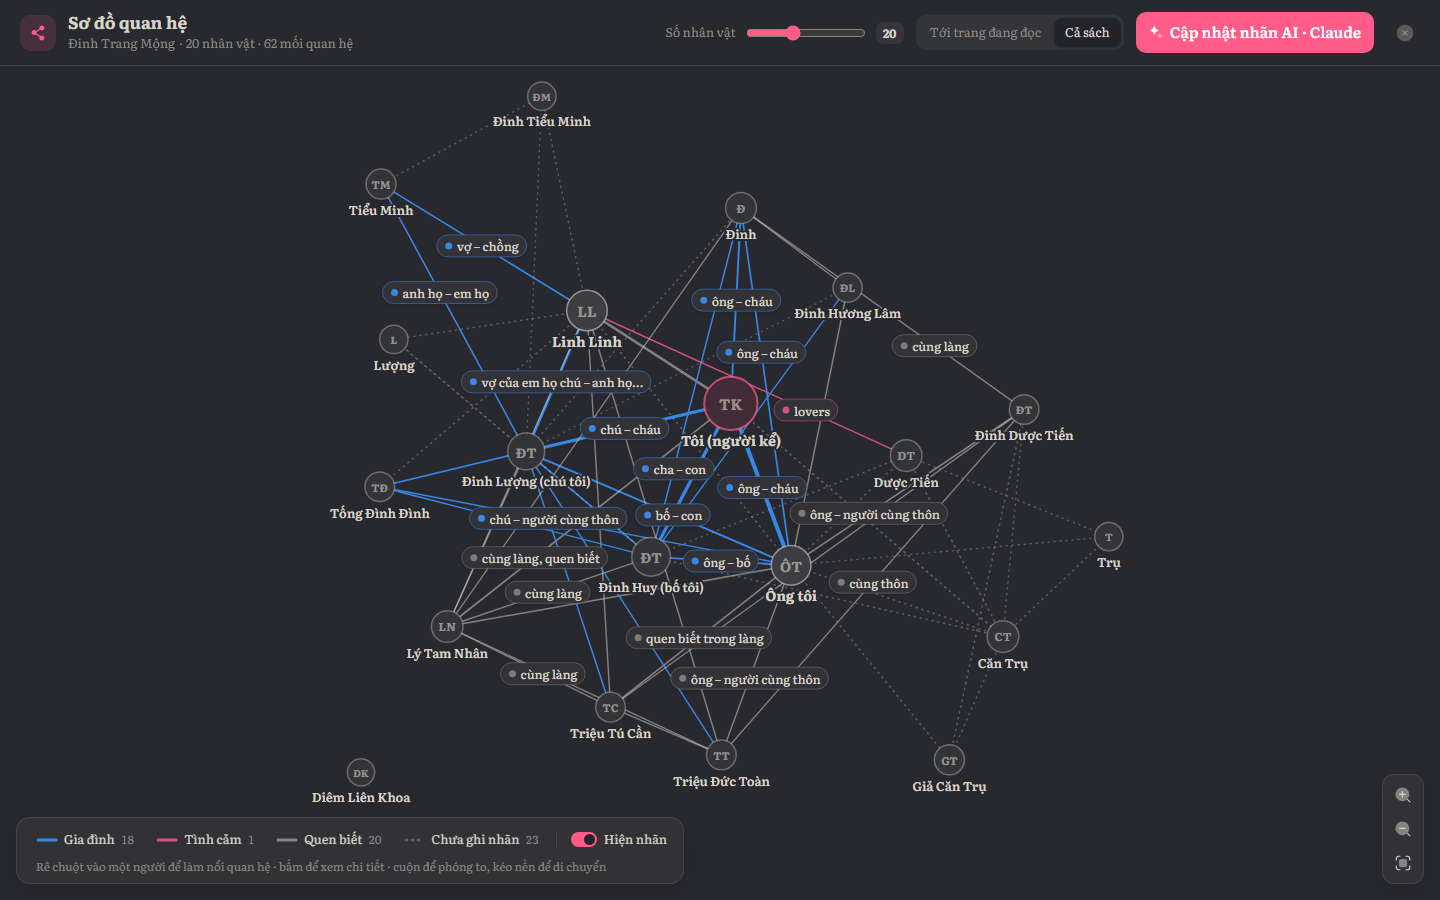 Sơ đồ quan hệ
Đinh Trang Mộng · 20 nhân vật · 62 mối quan hệ
Số nhân vật
20
Tới trang đang đọc
Cả sách
Cập nhật nhãn AI · Claude
ĐM
Đinh Tiểu Minh
TM
Tiểu Minh
Đ
Đinh
vợ – chồng
anh họ – em họ
ĐL
Đinh Hương Lâm
ông – cháu
LL
Linh Linh
L
Lượng
cùng làng
ông – cháu
vợ của em họ chú – anh họ…
TK
Tôi (người kể)
lovers
ĐT
Đinh Dược Tiến
chú – cháu
ĐT
Đinh Lượng (chú tôi)
DT
Dược Tiến
cha – con
TĐ
Tống Đình Đình
ông – cháu
chú – người cùng thôn
bố – con
ông – người cùng thôn
T
Trụ
cùng làng, quen biết
ĐT
Đinh Huy (bố tôi)
ông – bố
ÔT
Ông tôi
cùng thôn
cùng làng
LN
Lý Tam Nhân
quen biết trong làng
CT
Căn Trụ
cùng làng
ông – người cùng thôn
TC
Triệu Tú Cần
TT
Triệu Đức Toàn
GT
Giả Căn Trụ
DK
Diêm Liên Khoa
Gia đình 18
Tình cảm 1
Quen biết 20
Chưa ghi nhãn 23
Hiện nhãn
Rê chuột vào một người để làm nổi quan hệ · bấm để xem chi tiết · cuộn để phóng to, kéo nền để di chuyển